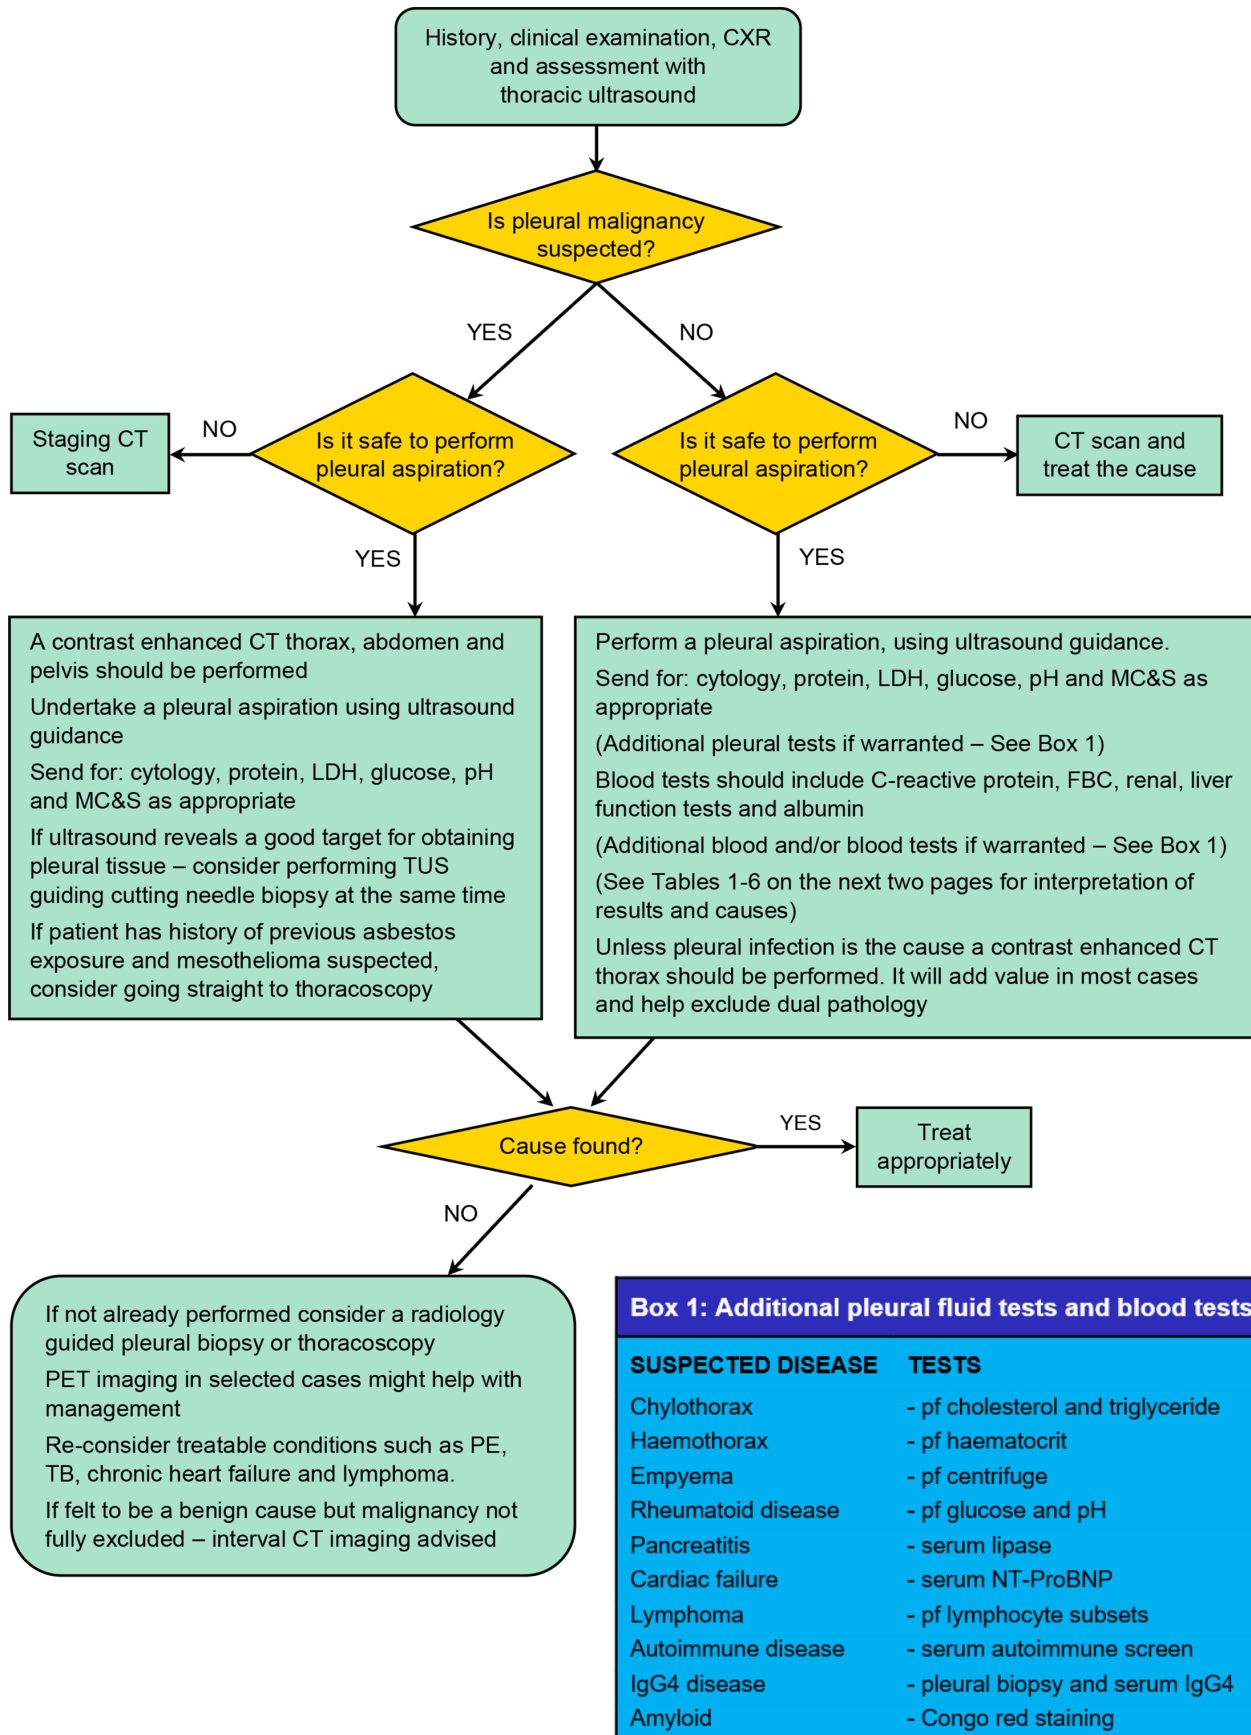 History, clinical examination, CXR
and assessment with
thoracic ultrasound
Is pleural malignancy
suspected?
YES
NO
Staging CT
scan
NO
Is it safe to perform
pleural aspiration?
Is it safe to perform
pleural aspiration?
NO
CT scan and
treat the cause
YES
YES
A contrast enhanced CT thorax, abdomen and
pelvis should be performed
Undertake a pleural aspiration using ultrasound
guidance
Send for: cytology, protein, LDH, glucose, pH
and MC&S as appropriate
If ultrasound reveals a good target for obtaining
pleural tissue – consider performing TUS
guiding cutting needle biopsy at the same time
If patient has history of previous asbestos
exposure and mesothelioma suspected,
consider going straight to thoracoscopy
Perform a pleural aspiration, using ultrasound guidance.
Send for: cytology, protein, LDH, glucose, pH and MC&S as
appropriate
(Additional pleural tests if warranted – See Box 1)
Blood tests should include C-reactive protein, FBC, renal, liver
function tests and albumin
(Additional blood and/or blood tests if warranted – See Box 1)
(See Tables 1-6 on the next two pages for interpretation of
results and causes)
Unless pleural infection is the cause a contrast enhanced CT
thorax should be performed. It will add value in most cases
and help exclude dual pathology
Cause found?
YES
Treat
appropriately
NO
If not already performed consider a radiology
guided pleural biopsy or thoracoscopy
PET imaging in selected cases might help with
management
Re-consider treatable conditions such as PE,
TB, chronic heart failure and lymphoma.
If felt to be a benign cause but malignancy not
fully excluded – interval CT imaging advised
Box 1: Additional pleural fluid tests and blood tests
SUSPECTED DISEASE TESTS
Chylothorax - pf cholesterol and triglyceride
Haemothorax - pf haematocrit
Empyema - pf centrifuge
Rheumatoid disease - pf glucose and pH
Pancreatitis - serum lipase
Cardiac failure - serum NT-ProBNP
Lymphoma - pf lymphocyte subsets
Autoimmune disease - serum autoimmune screen
IgG4 disease - pleural biopsy and serum IgG4
Amyloid - Congo red staining